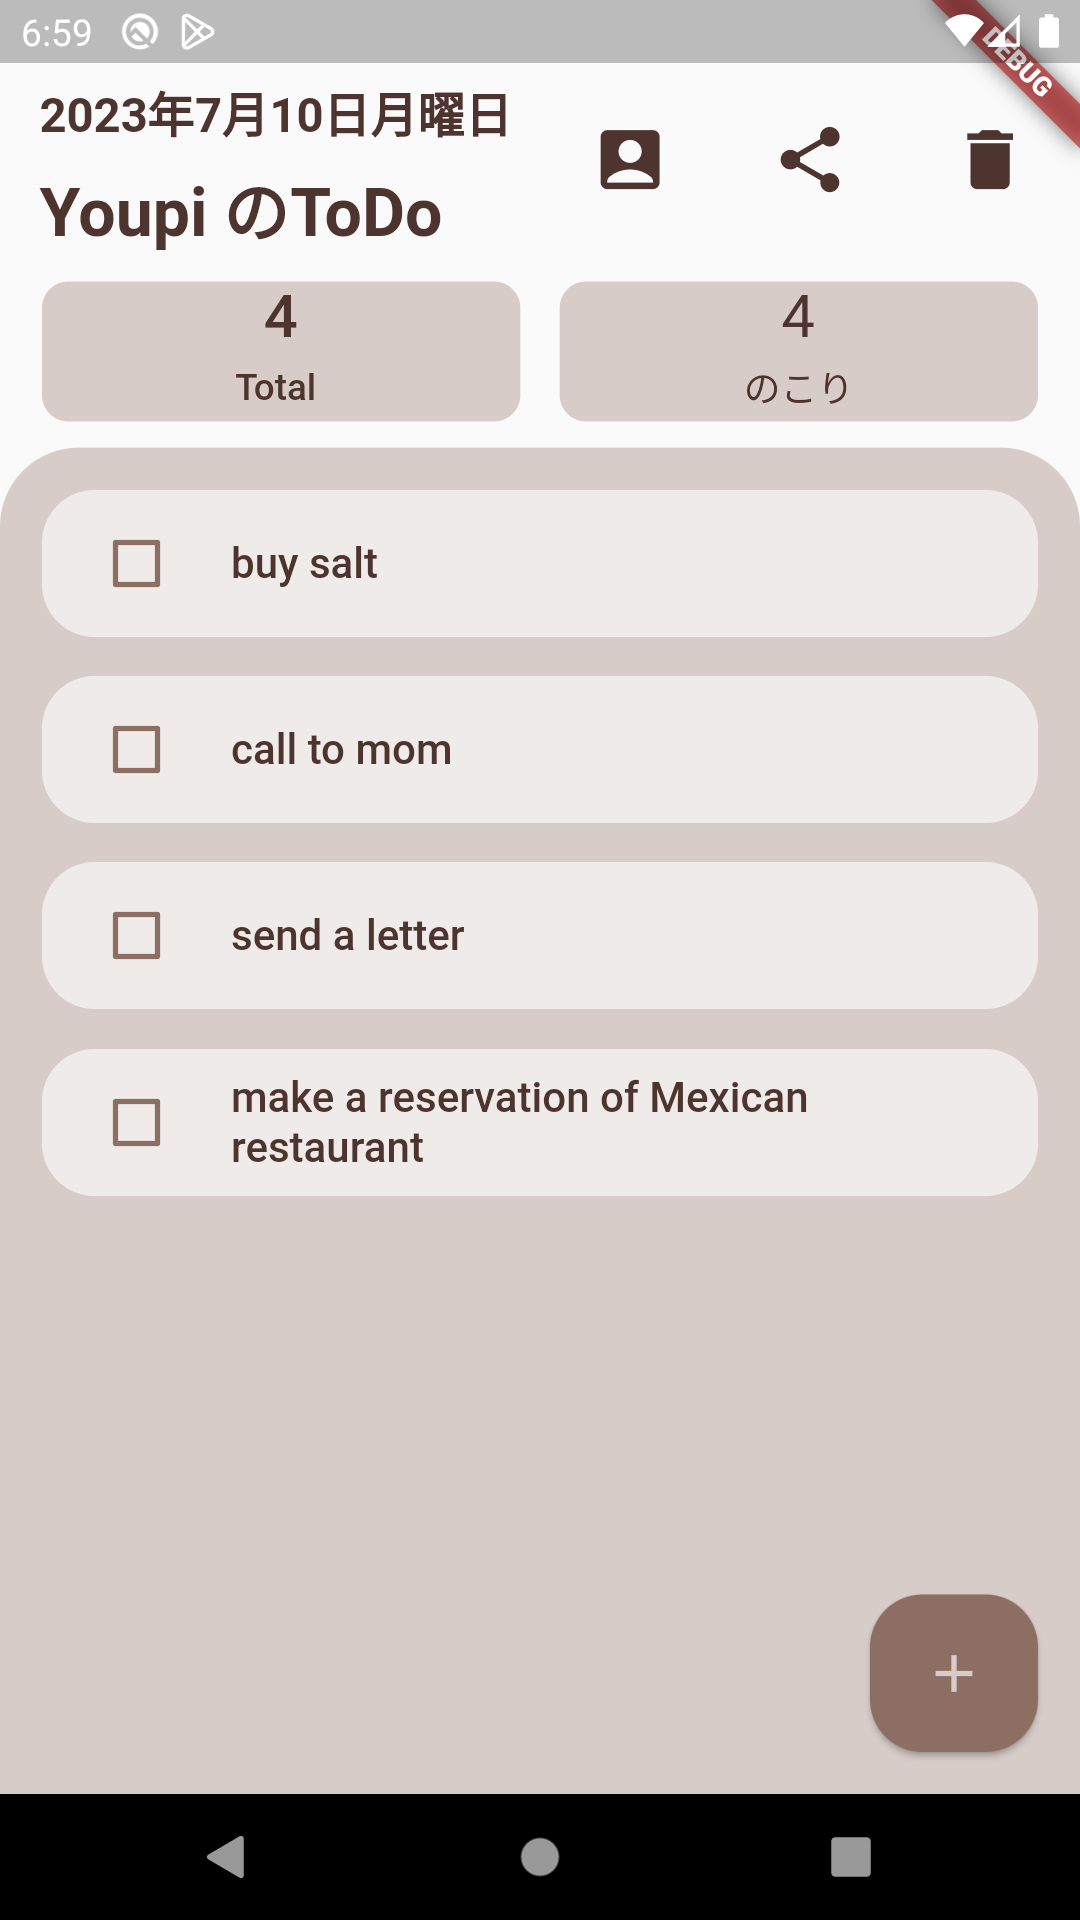 6:59
DEBUG
2023年7月10日月曜日
Youpi のToDo
4
Total
4
のこり
buy salt
call to mom
send a letter
make a reservation of Mexican
restaurant